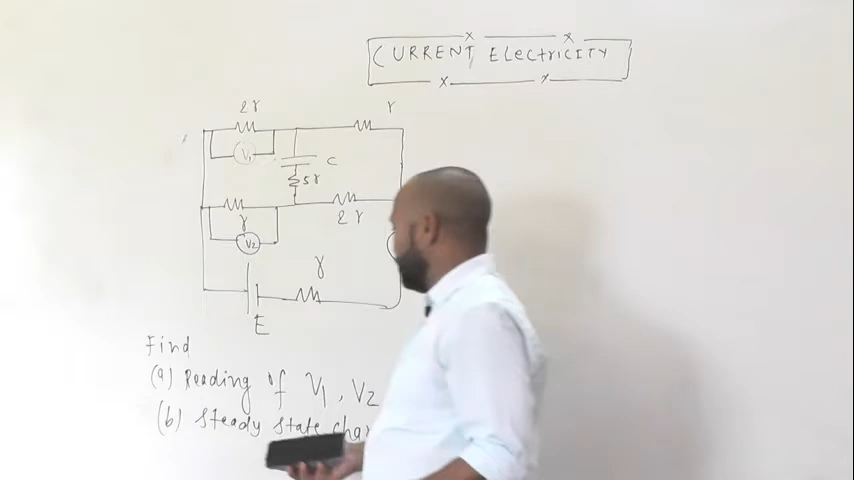 CURRENT ElectrICITY
2r
r
V1
C
5r
r
2r
V2
r
E
Find
(a) Reading of V1, V2
(b) Steady state